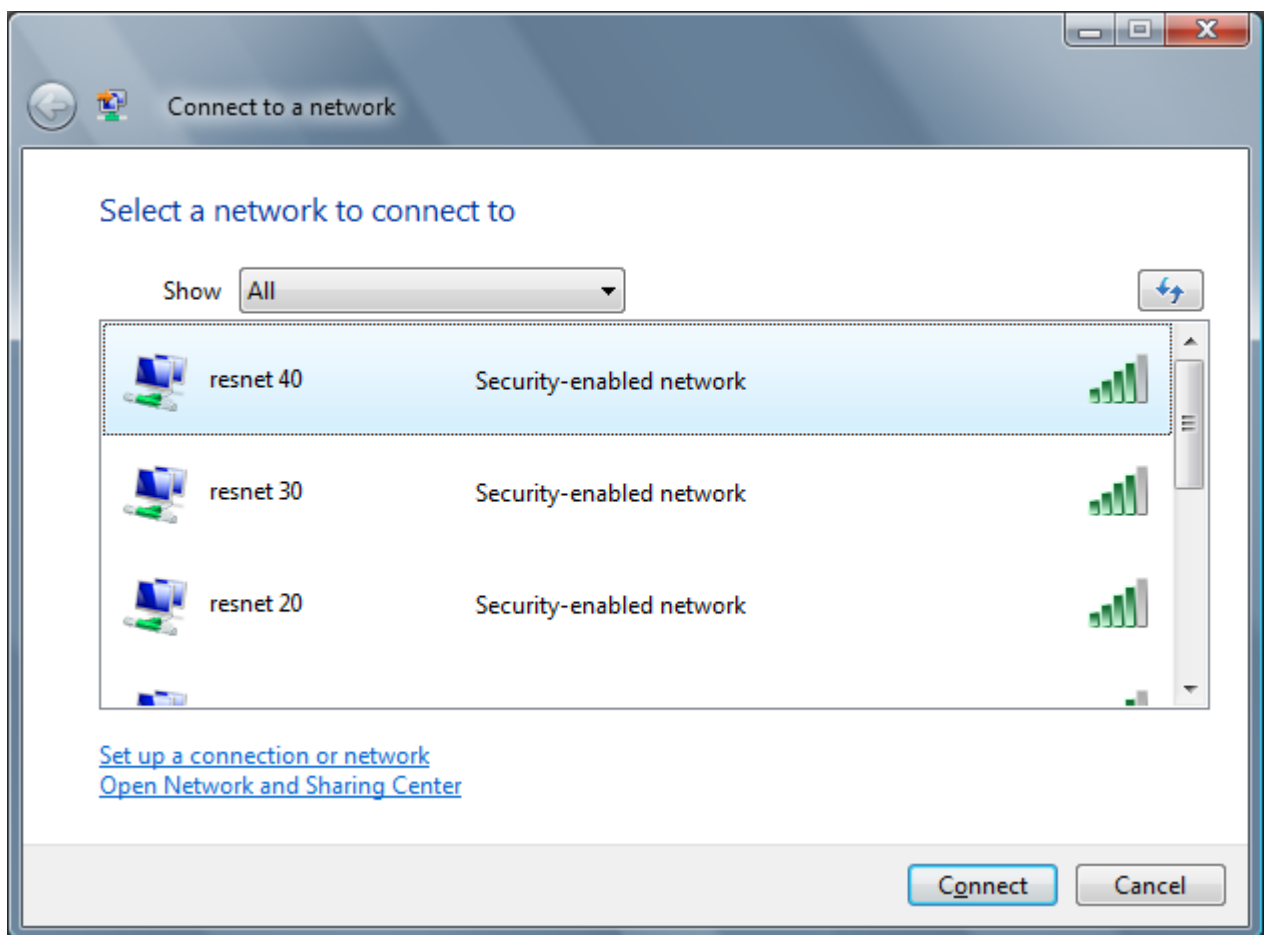 Connect to a network
Select a network to connect to
Show All
resnet 40 Security-enabled network
resnet 30 Security-enabled network
resnet 20 Security-enabled network
Set up a connection or network
Open Network and Sharing Center
Connect Cancel